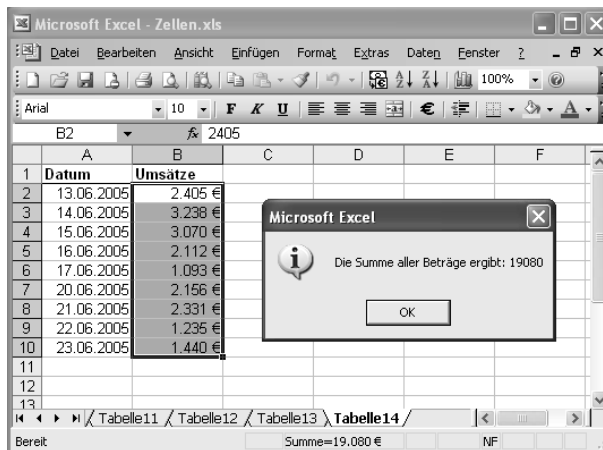 Microsoft Excel - Zellen.xls
Datei Bearbeiten Ansicht Einfügen Format Extras Daten Fenster ?
100%
Arial 10 F K U €
B2 fx 2405
A B C D E F
1 Datum Umsätze
2 13.06.2005 2.405 €
3 14.06.2005 3.238 €
4 15.06.2005 3.070 €
5 16.06.2005 2.112 €
6 17.06.2005 1.093 €
7 20.06.2005 2.156 €
8 21.06.2005 2.331 €
9 22.06.2005 1.235 €
10 23.06.2005 1.440 €
11
12
13
Microsoft Excel
Die Summe aller Beträge ergibt: 19080
OK
Tabelle11 Tabelle12 Tabelle13 Tabelle14
Bereit Summe=19.080 € NF